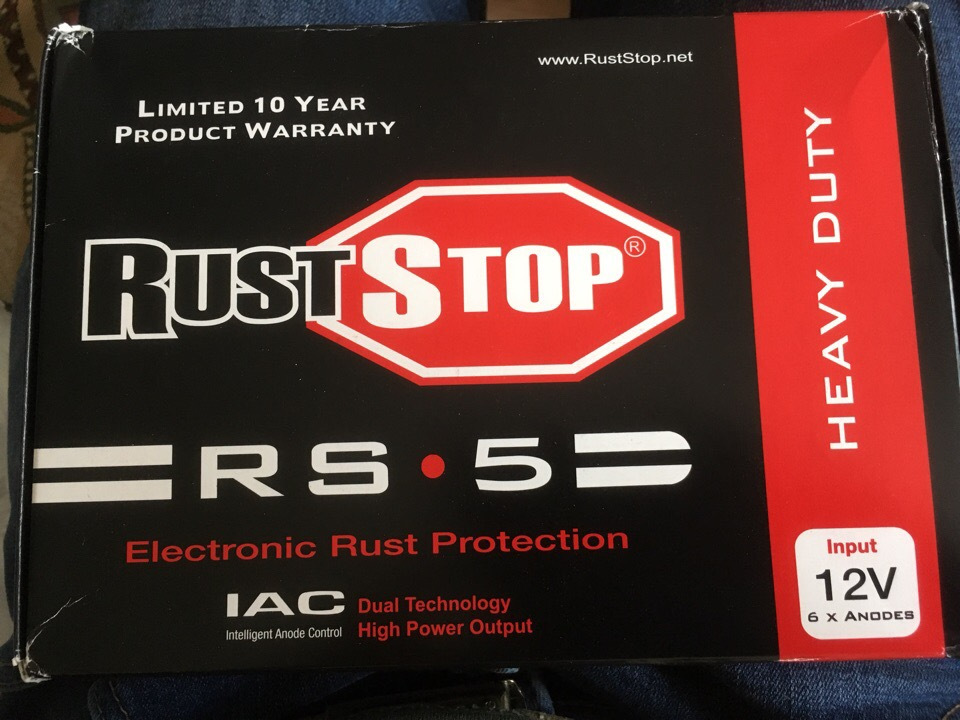 www.RustStop.net
LIMITED 10 YEAR
PRODUCT WARRANTY
RUSTSTOP®
RS•5
Electronic Rust Protection
IAC
Intelligent Anode Control
Dual Technology
High Power Output
HEAVY DUTY
Input
12V
6 X ANODES